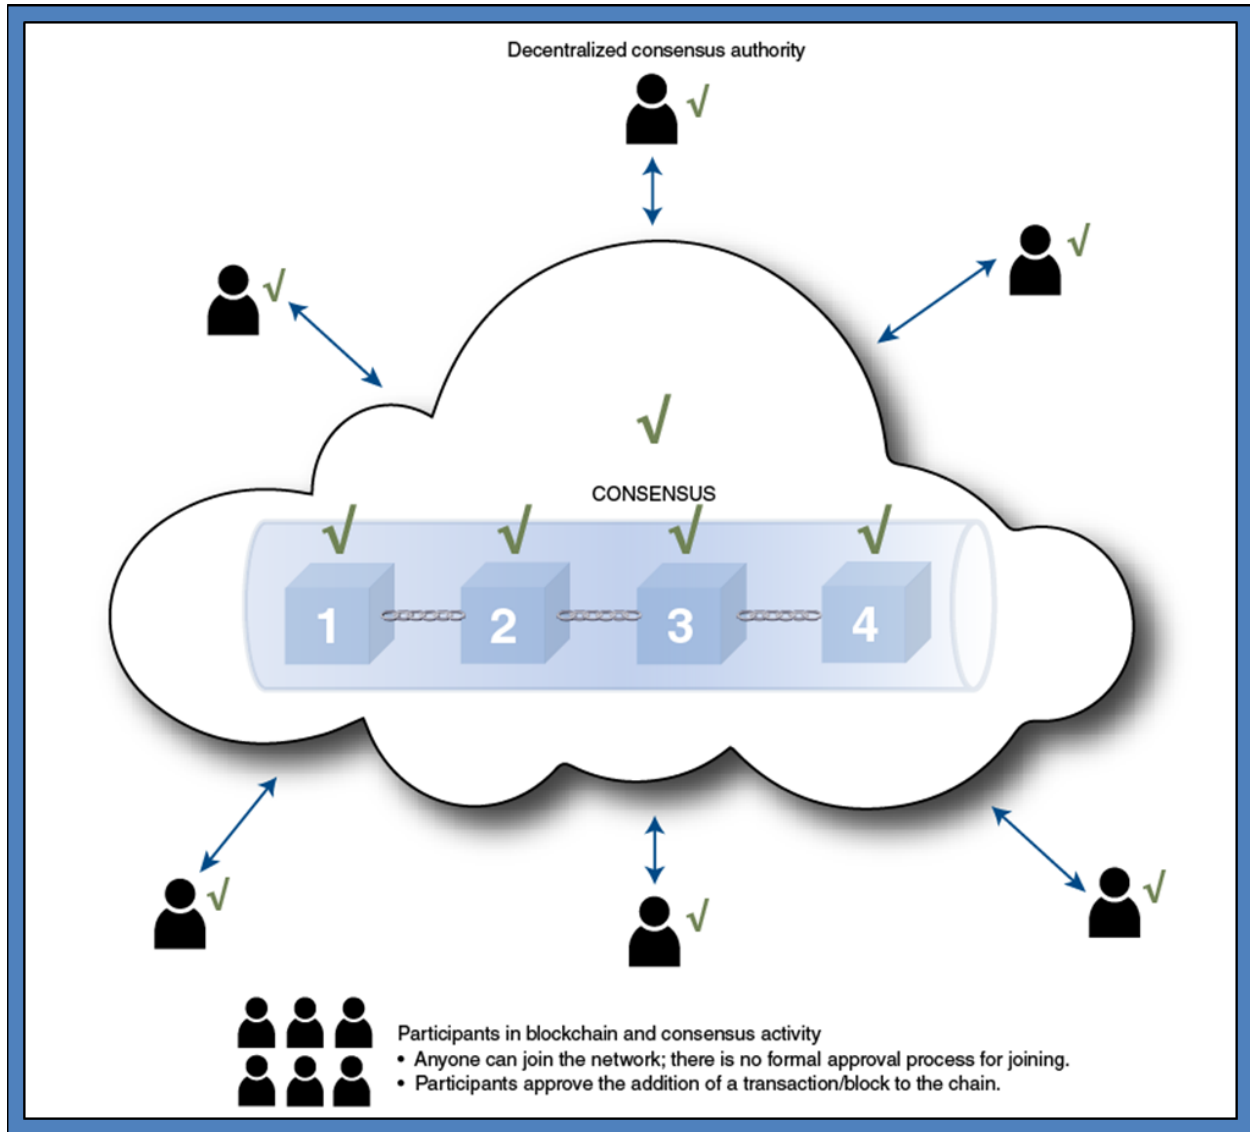 Decentralized consensus authority
√
√
√
√
CONSENSUS
√ √ √ √
1 2 3 4
√
√
√
Participants in blockchain and consensus activity
• Anyone can join the network; there is no formal approval process for joining.
• Participants approve the addition of a transaction/block to the chain.